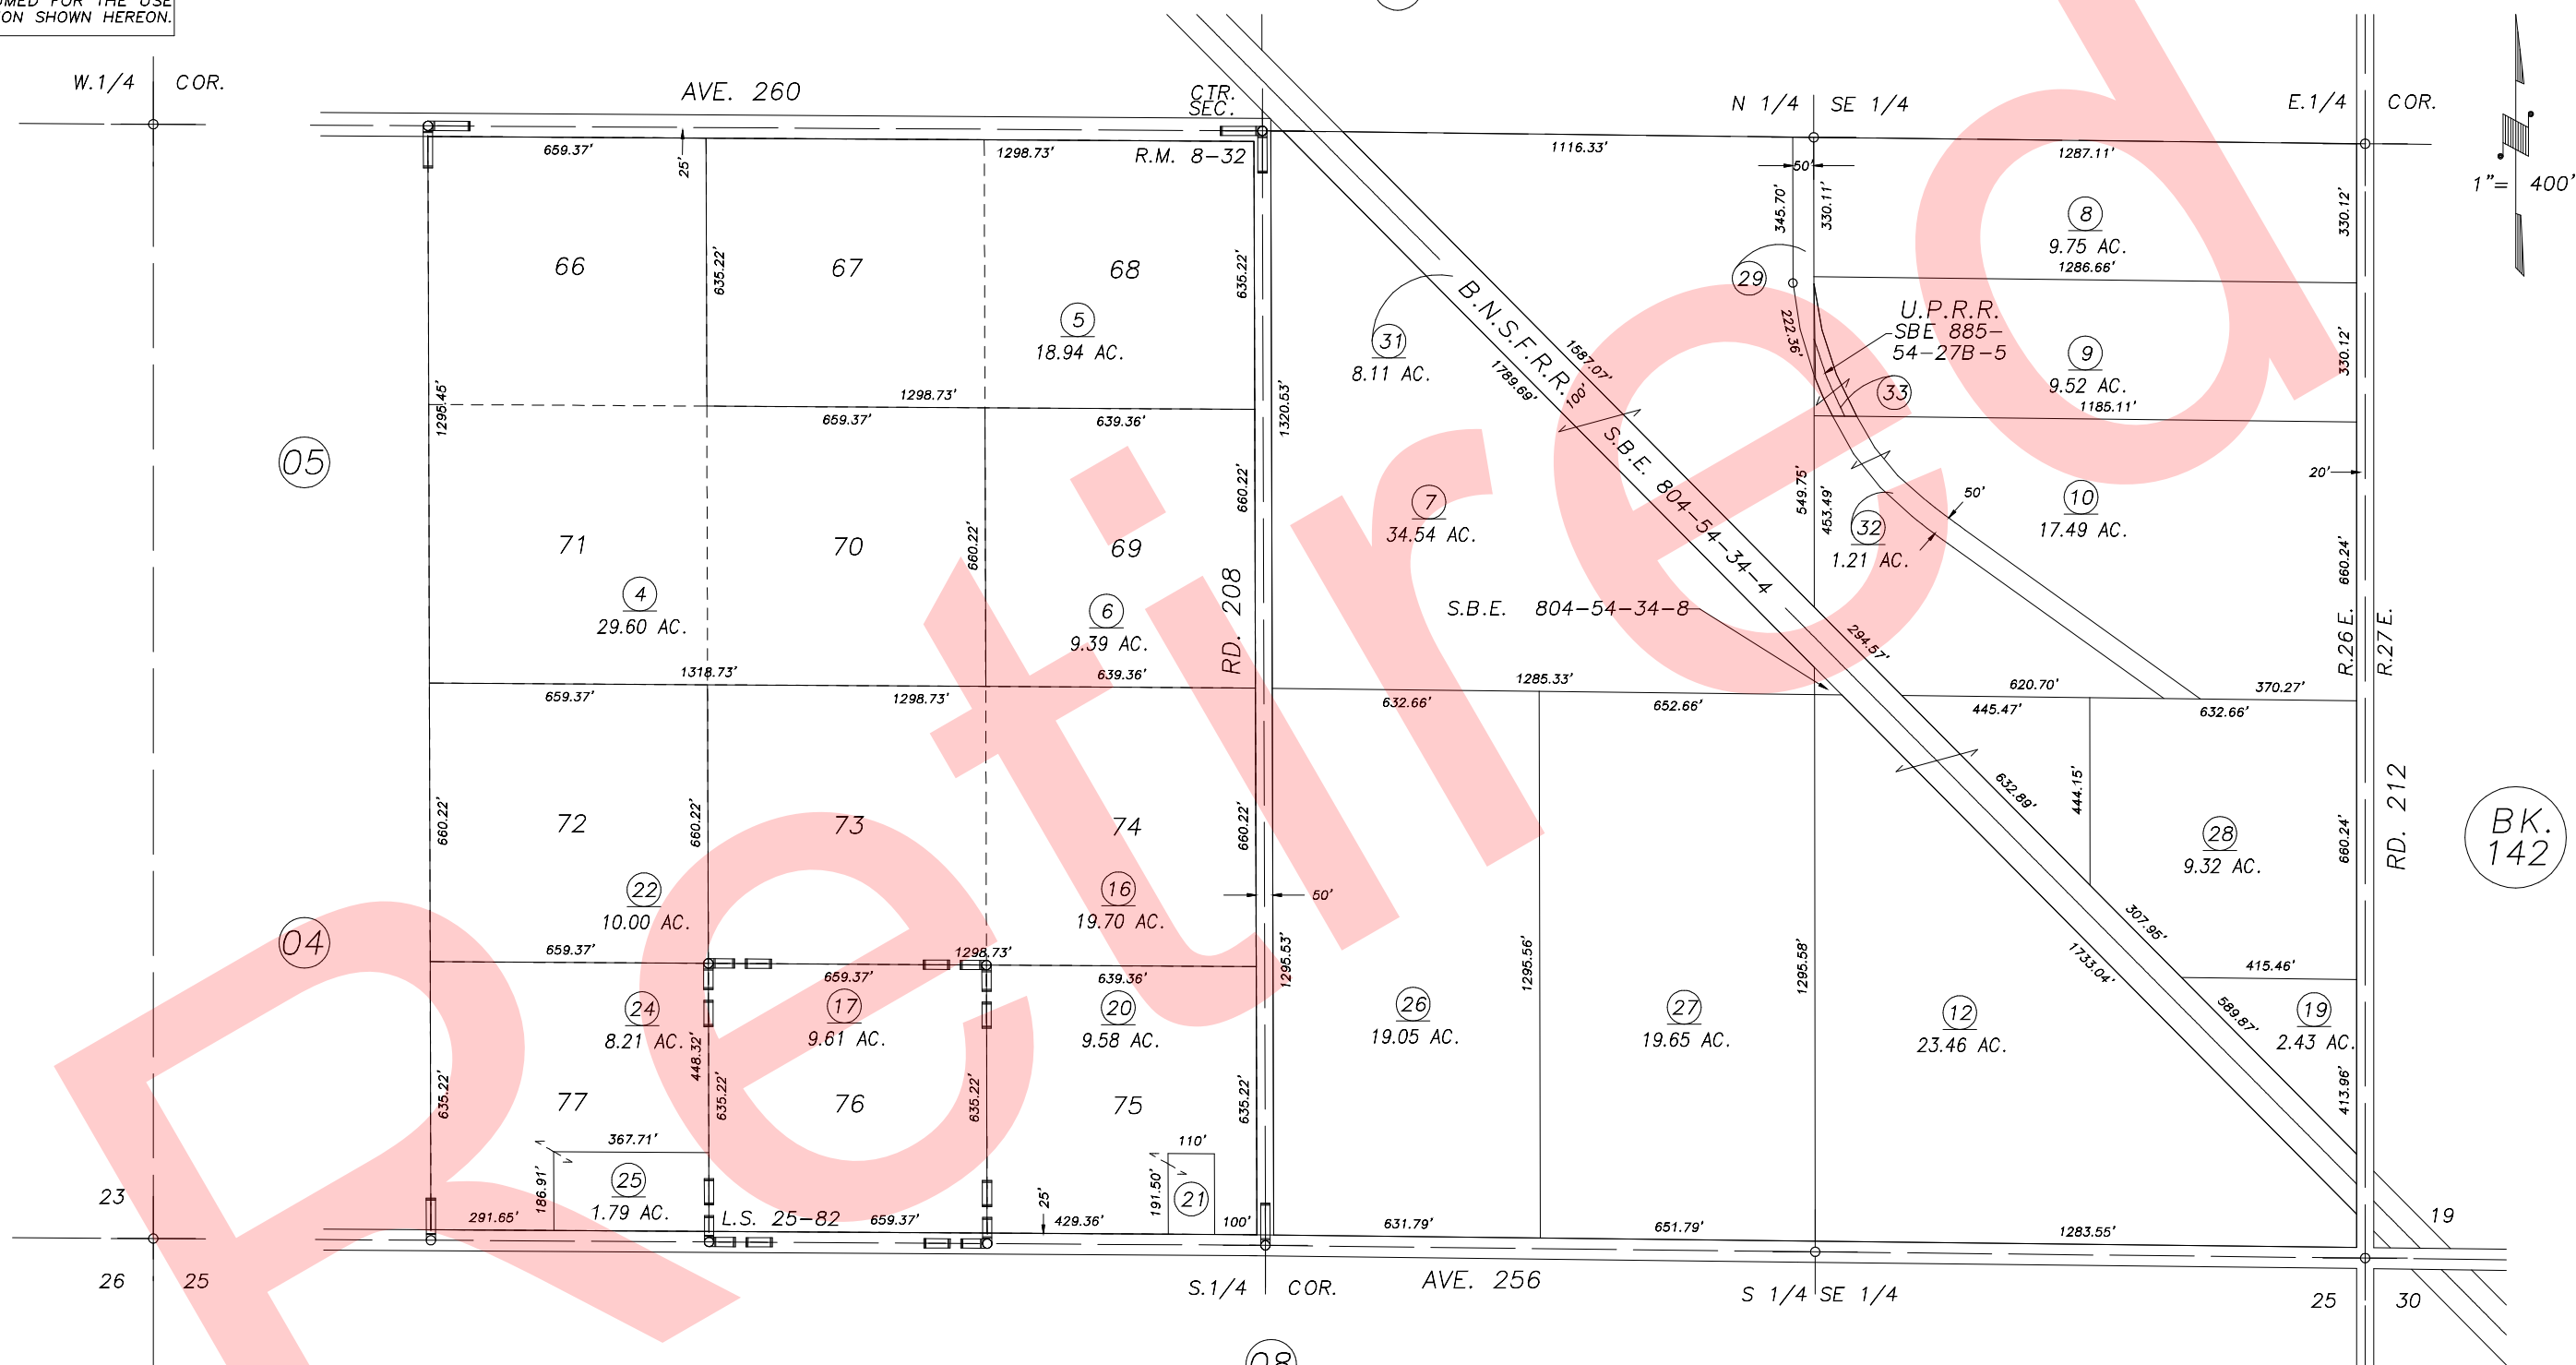 OMED FOR THE USE
ON SHOWN HEREON.
W.1/4 COR.
AVE. 260
CTR.
SEC.
N 1/4 SE 1/4
E.1/4 COR.
1"= 400'
659.37'
25'
1298.73'
R.M. 8-32
1116.33'
50'
1287.11'
345.70'
330.11'
330.12'
8
9.75 AC.
1286.66'
66
67
68
635.22'
635.22'
29
5
18.94 AC.
31
8.11 AC.
B.N.S.F.R.R.
1587.07'
1789.69'
222.36'
U.P.R.R.
SBE 885-
54-27B-5
9
9.52 AC.
330.12'
33
1185.11'
1295.45'
1298.73'
659.37'
639.36'
1320.53'
100'
S.B.E. 804-54-34-4
05
660.22'
660.22'
7
34.54 AC.
549.75'
453.49'
50'
20'
10
17.49 AC.
32
1.21 AC.
660.24'
71
70
69
4
29.60 AC.
6
9.39 AC.
RD. 208
S.B.E. 804-54-34-8
294.57'
R.26 E.
R.27 E.
1318.73'
639.36'
1285.33'
620.70'
370.27'
659.37'
1298.73'
632.66'
652.66'
445.47'
632.66'
72
73
74
660.22'
660.22'
660.22'
632.89'
444.15'
28
9.32 AC.
660.24'
RD. 212
BK.
142
22
10.00 AC.
16
19.70 AC.
50'
04
659.37'
1298.73'
659.37'
639.36'
1295.53'
1295.56'
1295.58'
307.95'
1733.04'
415.46'
24
8.21 AC.
17
9.61 AC.
20
9.58 AC.
26
19.05 AC.
27
19.65 AC.
12
23.46 AC.
589.87'
19
2.43 AC.
413.96'
448.32'
635.22'
635.22'
635.22'
635.22'
77
76
75
367.71'
186.91'
25
1.79 AC.
110'
191.50'
21
25'
23
291.65'
L.S. 25-82
659.37'
429.36'
100'
631.79'
651.79'
1283.55'
19
26 25
S.1/4 COR.
AVE. 256
S 1/4 SE 1/4
25 30
08
Retired